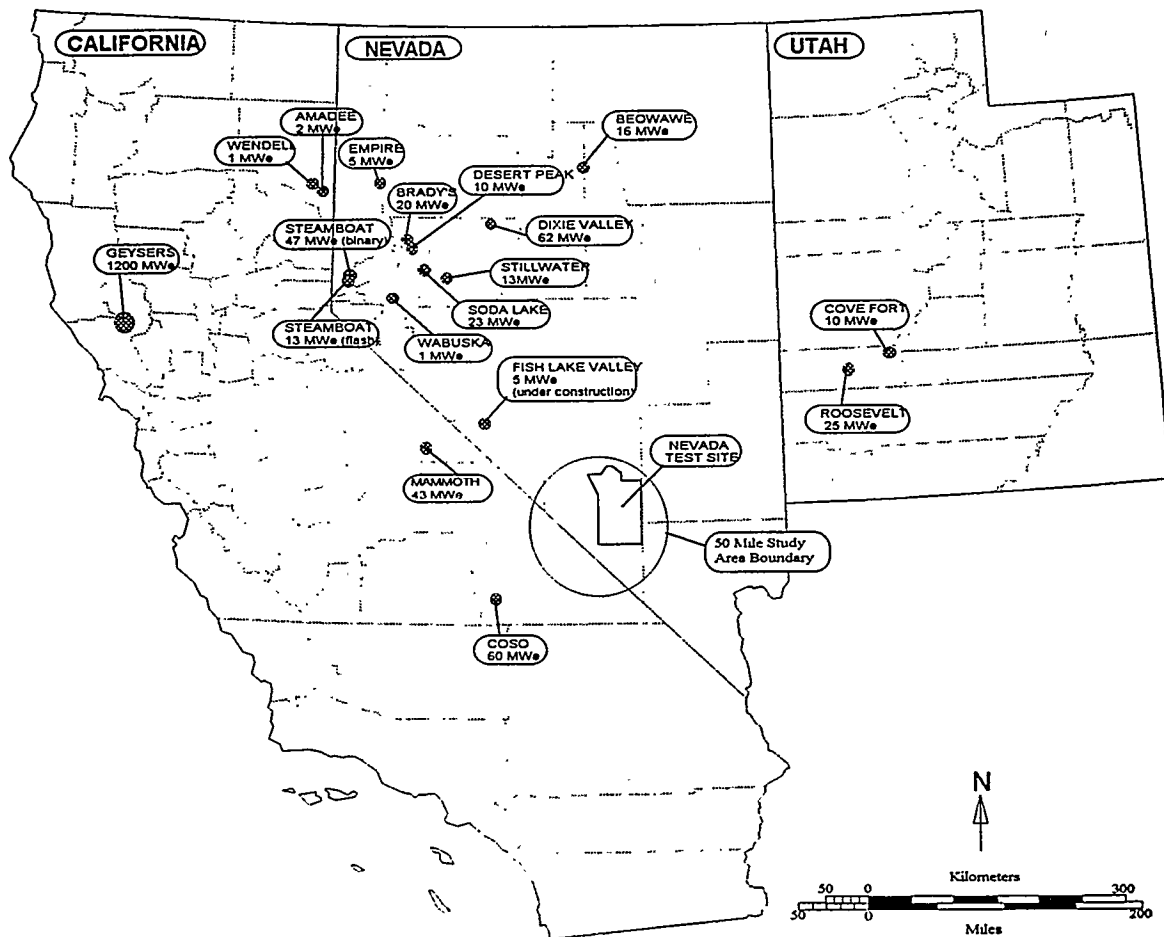 CALIFORNIA
NEVADA
UTAH
AMADEE
2 MWe
WENDELL
1 MWe
EMPIRE
5 MWe
BEOWAWE
16 MWe
DESERT PEAK
10 MWe
BRADY'S
20 MWe
STEAMBOAT
47 MWe (binary)
DIXIE VALLEY
62 MWe
GEYSERS
1200 MWe
STILLWATER
13MWe
SODA LAKE
23 MWe
STEAMBOAT
13 MWe (flash)
WABUSKA
1 MWe
COVE FORT
10 MWe
FISH LAKE VALLEY
5 MWe
(under construction)
ROOSEVELT
25 MWe
NEVADA
TEST SITE
MAMMOTH
43 MWe
50 Mile Study
Area Boundary
COSO
60 MWe
N
Kilometers
50 0 300
50 0 200
Miles